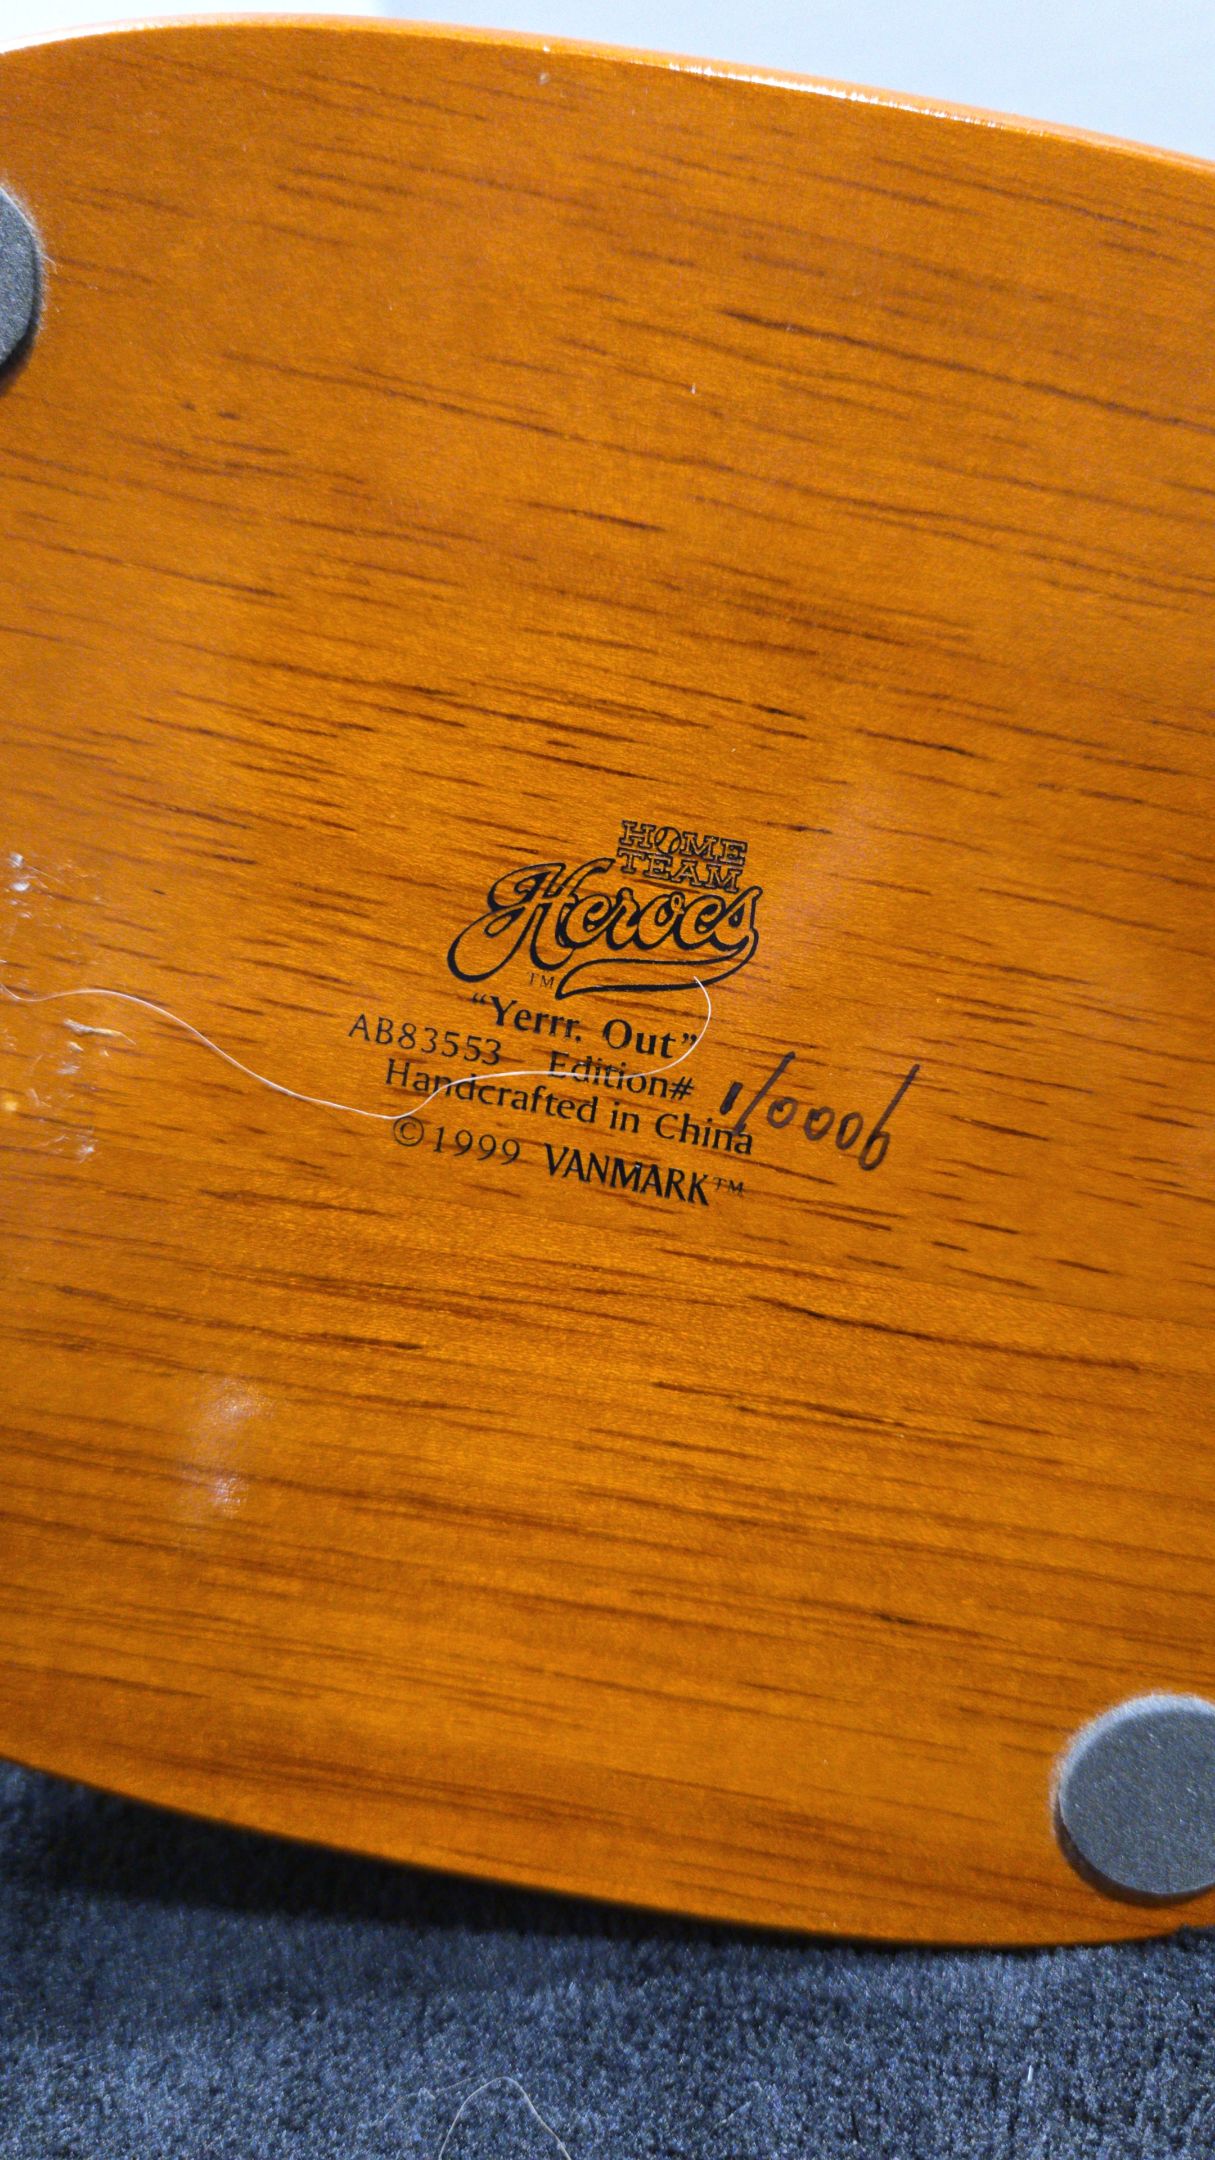 HOME
TEAM
Heroes
TM
“Yerrr. Out”
AB83553 Edition# 1/0006
Handcrafted in China
©1999 VANMARK™